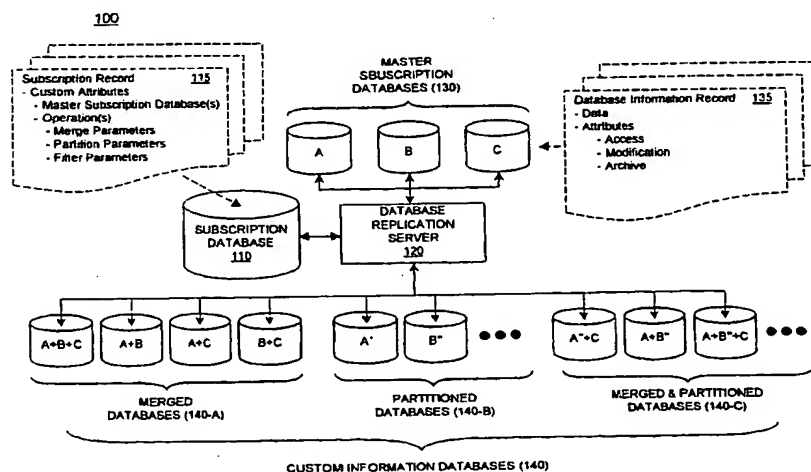 100
Subscription Record 115
- Custom Attributes
- Master Subscription Database(s)
- Operation(s)
- Merge Parameters
- Partition Parameters
- Filter Parameters
MASTER
SBUSCRIPTION
DATABASES (130)
A
B
C
Database Information Record 135
- Data
- Attributes
- Access
- Modification
- Archive
SUBSCRIPTION
DATABASE
110
DATABASE
REPLICATION
SERVER
120
A+B+C
A+B
A+C
B+C
A'
B"
A"+C
A+B"
A+B"+C
MERGED
DATABASES (140-A)
PARTITIONED
DATABASES (140-B)
MERGED & PARTITIONED
DATABASES (140-C)
CUSTOM INFORMATION DATABASES (140)